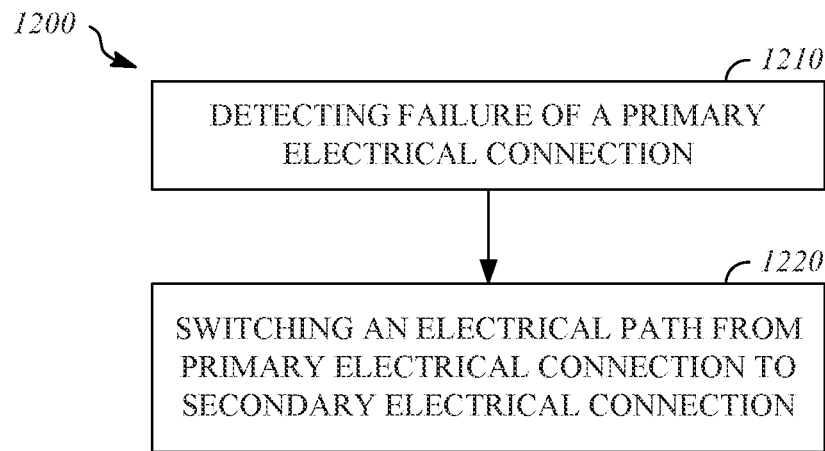 1200
1210
DETECTING FAILURE OF A PRIMARY
ELECTRICAL CONNECTION
1220
SWITCHING AN ELECTRICAL PATH FROM
PRIMARY ELECTRICAL CONNECTION TO
SECONDARY ELECTRICAL CONNECTION